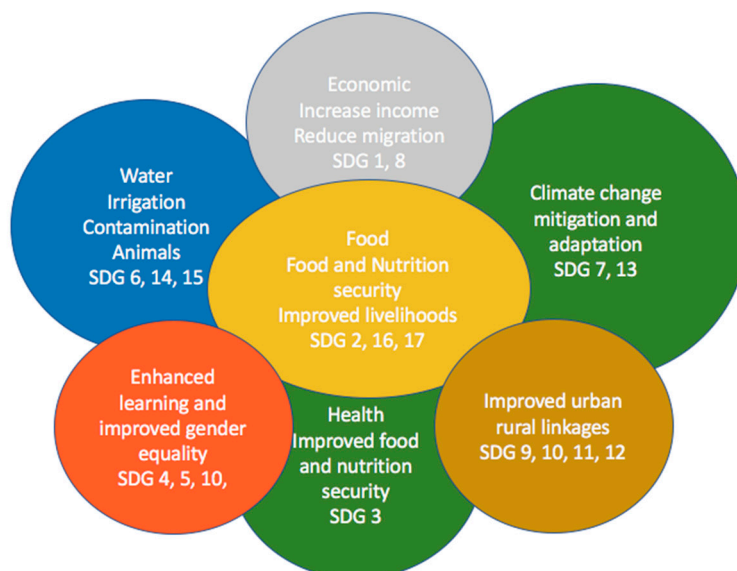 Economic
Increase income
Reduce migration
SDG 1, 8
Water
Irrigation
Contamination
Animals
SDG 6, 14, 15
Climate change
mitigation and
adaptation
SDG 7, 13
Food
Food and Nutrition
security
Improved livelihoods
SDG 2, 16, 17
Enhanced
learning and
improved gender
equality
SDG 4, 5, 10,
Health
Improved food
and nutrition
security
SDG 3
Improved urban
rural linkages
SDG 9, 10, 11, 12